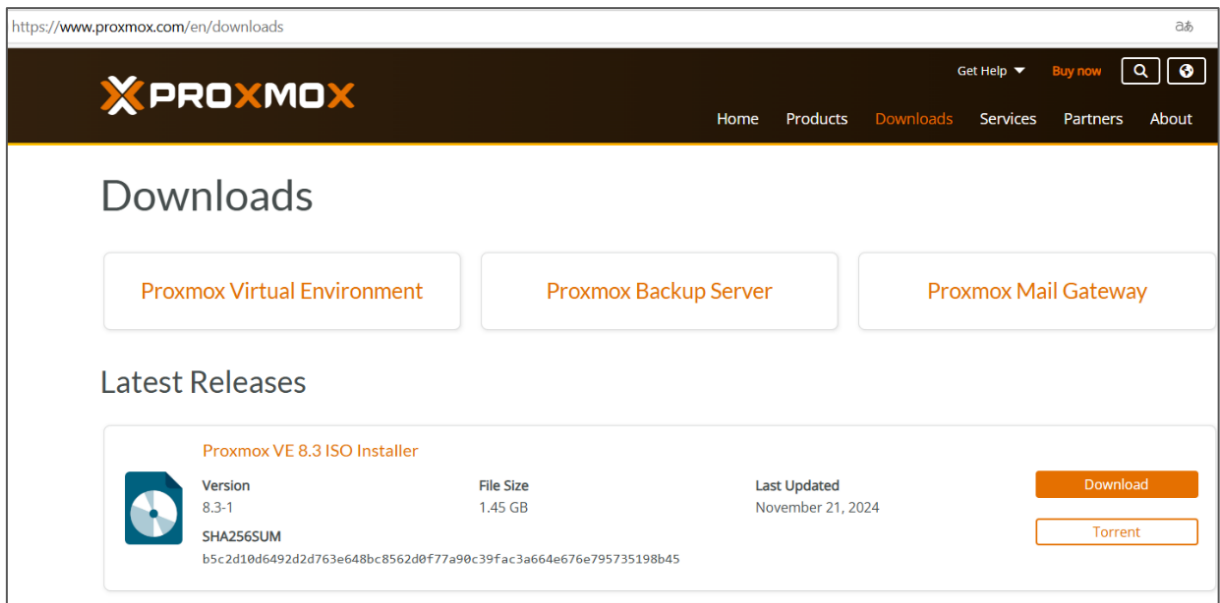 https://www.proxmox.com/en/downloads
aあ
Get Help
Buy now
PROXMOX
Home Products Downloads Services Partners About
Downloads
Proxmox Virtual Environment
Proxmox Backup Server
Proxmox Mail Gateway
Latest Releases
Proxmox VE 8.3 ISO Installer
Version File Size Last Updated
8.3-1 1.45 GB November 21, 2024
Download
SHA256SUM
Torrent
b5c2d10d6492d2d763e648bc8562d0f77a90c39fac3a664e676e795735198b45